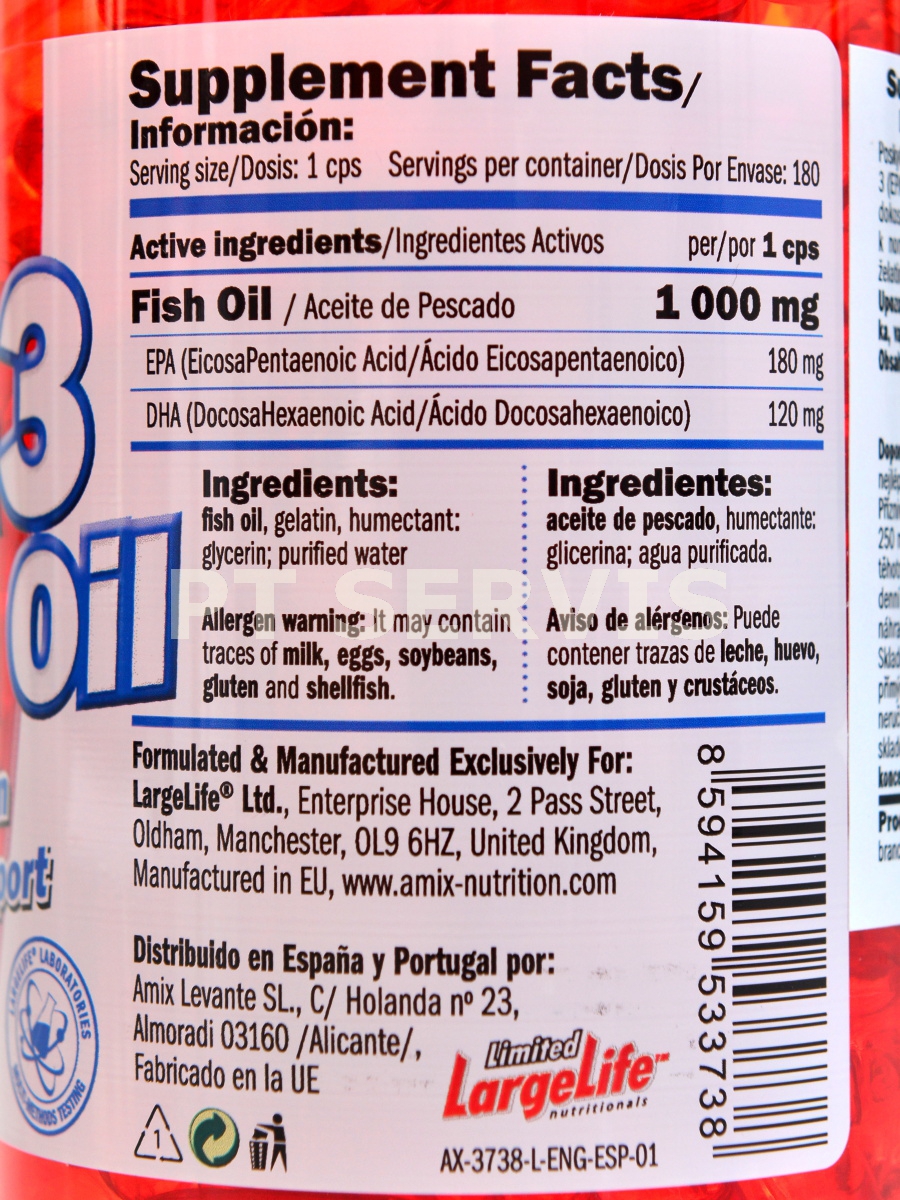 Supplement Facts/
Información:
Serving size/Dosis: 1 cps Servings per container/Dosis Por Envase: 180
Active ingredients/Ingredientes Activos per/por 1 cps
Fish Oil / Aceite de Pescado 1 000 mg
EPA (EicosaPentaenoic Acid/Ácido Eicosapentaenoico) 180 mg
DHA (DocosaHexaenoic Acid/Ácido Docosahexaenoico) 120 mg
Ingredients:
fish oil, gelatin, humectant:
glycerin; purified water
Allergen warning: It may contain
traces of milk, eggs, soybeans,
gluten and shellfish.
Ingredientes:
aceite de pescado, humectante:
glicerina; agua purificada.
Aviso de alérgenos: Puede
contener trazas de leche, huevo,
soja, gluten y crustáceos.
PT SERVIS
Formulated & Manufactured Exclusively For:
LargeLife® Ltd., Enterprise House, 2 Pass Street,
Oldham, Manchester, OL9 6HZ, United Kingdom,
Manufactured in EU, www.amix-nutrition.com
Distribuido en España y Portugal por:
Amix Levante SL., C/ Holanda nº 23,
Almoradi 03160 /Alicante/,
Fabricado en la UE
8 594159 533738
Limited
LargeLife™
nutritionals
1
AX-3738-L-ENG-ESP-01
3
Oil
LARGELIFE® LABORATORIES
METHODS TESTING